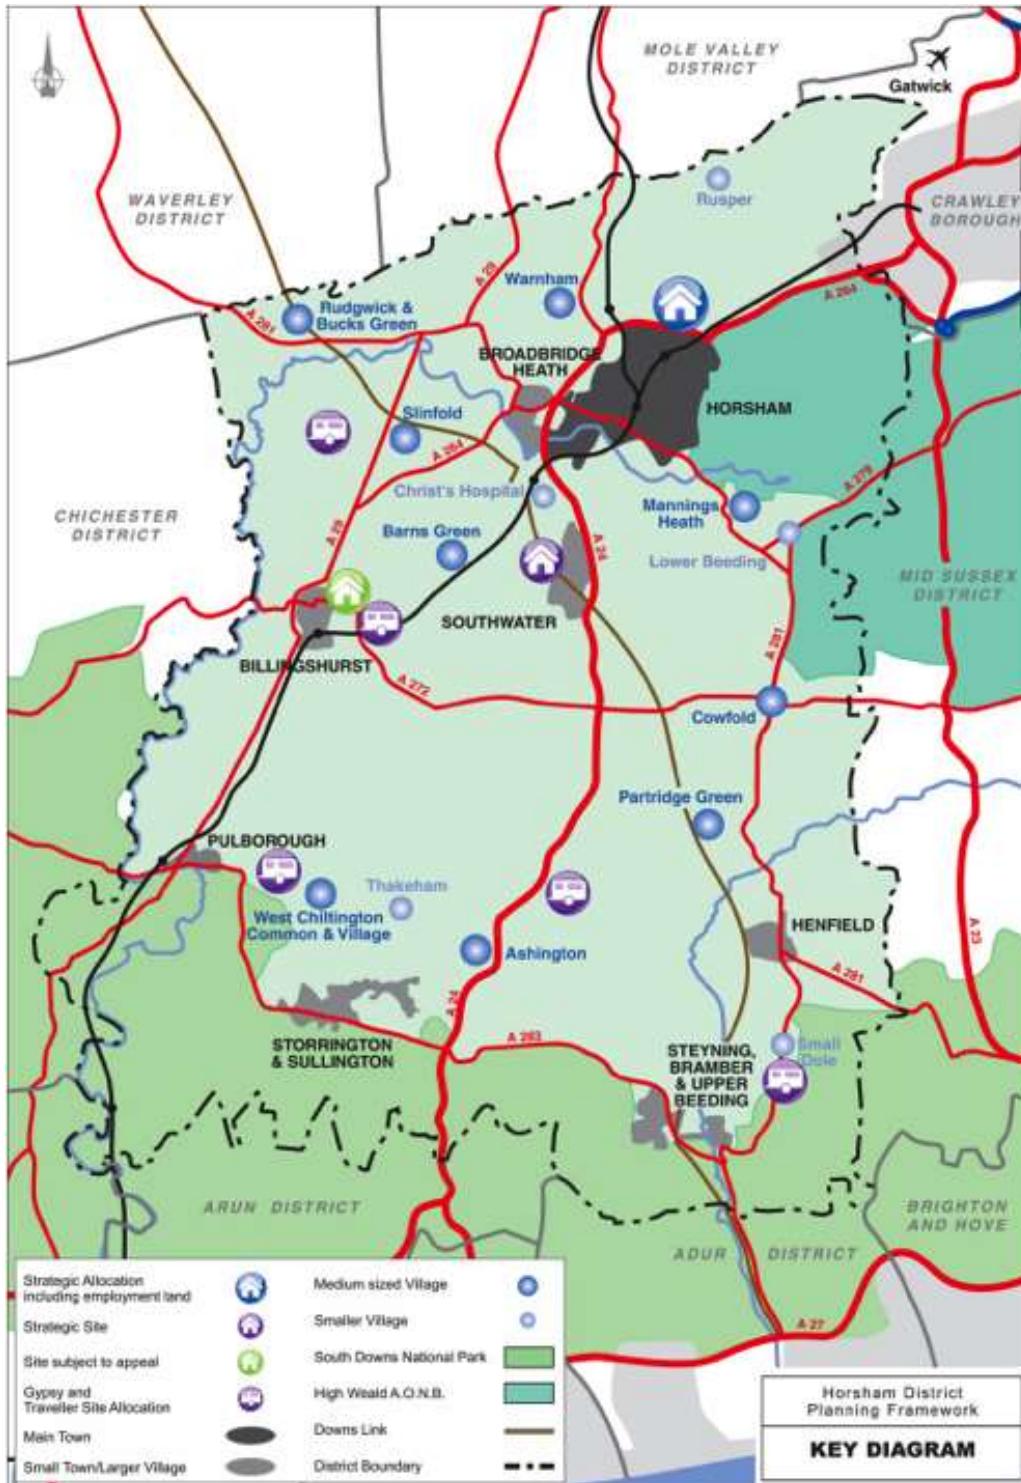 MOLE VALLEY
DISTRICT
Gatwick
WAVERLEY
DISTRICT
Rusper
CRAWLEY
BOROUGH
A 29
Warnham
A 264
Rudgwick &
Bucks Green
A 281
BROADBRIDGE
HEATH
HORSHAM
Slinfold
A 264
Christ's Hospital
A 279
CHICHESTER
DISTRICT
Mannings
Heath
A 29
Barns Green
A 24
Lower Beeding
MID SUSSEX
DISTRICT
SOUTHWATER
A 281
BILLINGSHURST
A 272
Cowfold
Partridge Green
PULBOROUGH
Thakeham
West Chiltington
Common & Village
HENFIELD
Ashington
A 23
A 281
A 24
A 283
STORRINGTON
& SULLINGTON
STEYNING,
BRAMBER
& UPPER
BEEDING
Small
Dole
ARUN DISTRICT
BRIGHTON
AND HOVE
ADUR DISTRICT
A 27
Strategic Allocation
including employment land
Strategic Site
Site subject to appeal
Gypsy and
Traveller Site Allocation
Main Town
Small Town/Larger Village
Medium sized Village
Smaller Village
South Downs National Park
High Weald A.O.N.B.
Downs Link
District Boundary
Horsham District
Planning Framework
KEY DIAGRAM